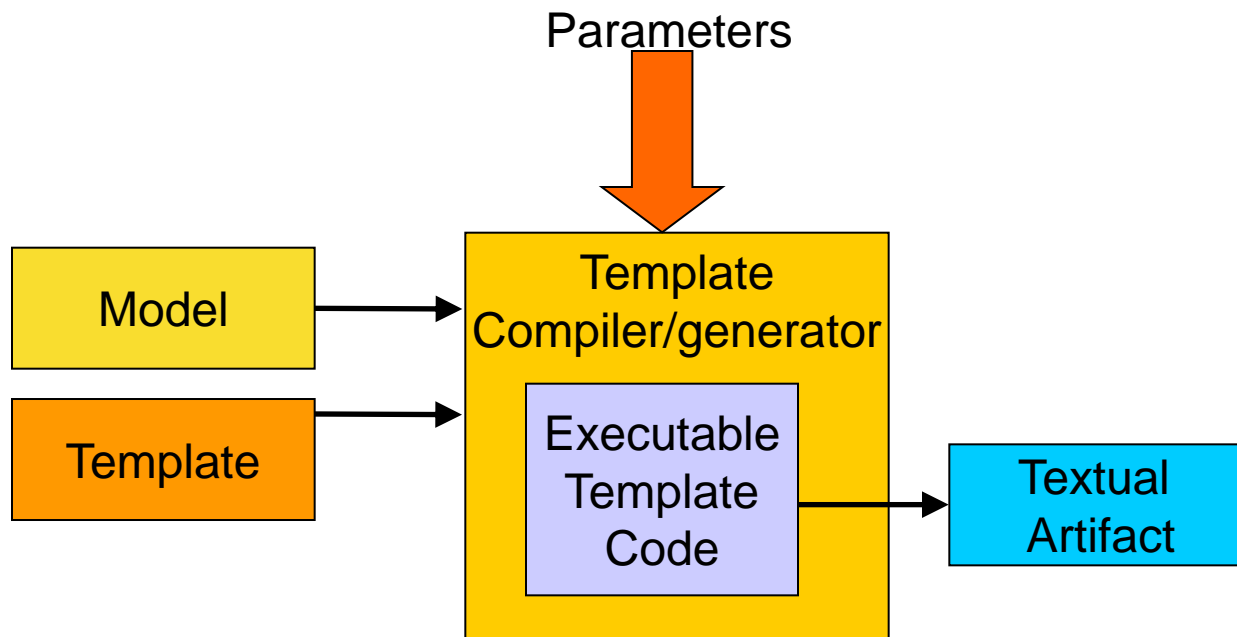 Parameters
Model
Template
Template
Compiler/generator
Executable
Template
Code
Textual
Artifact